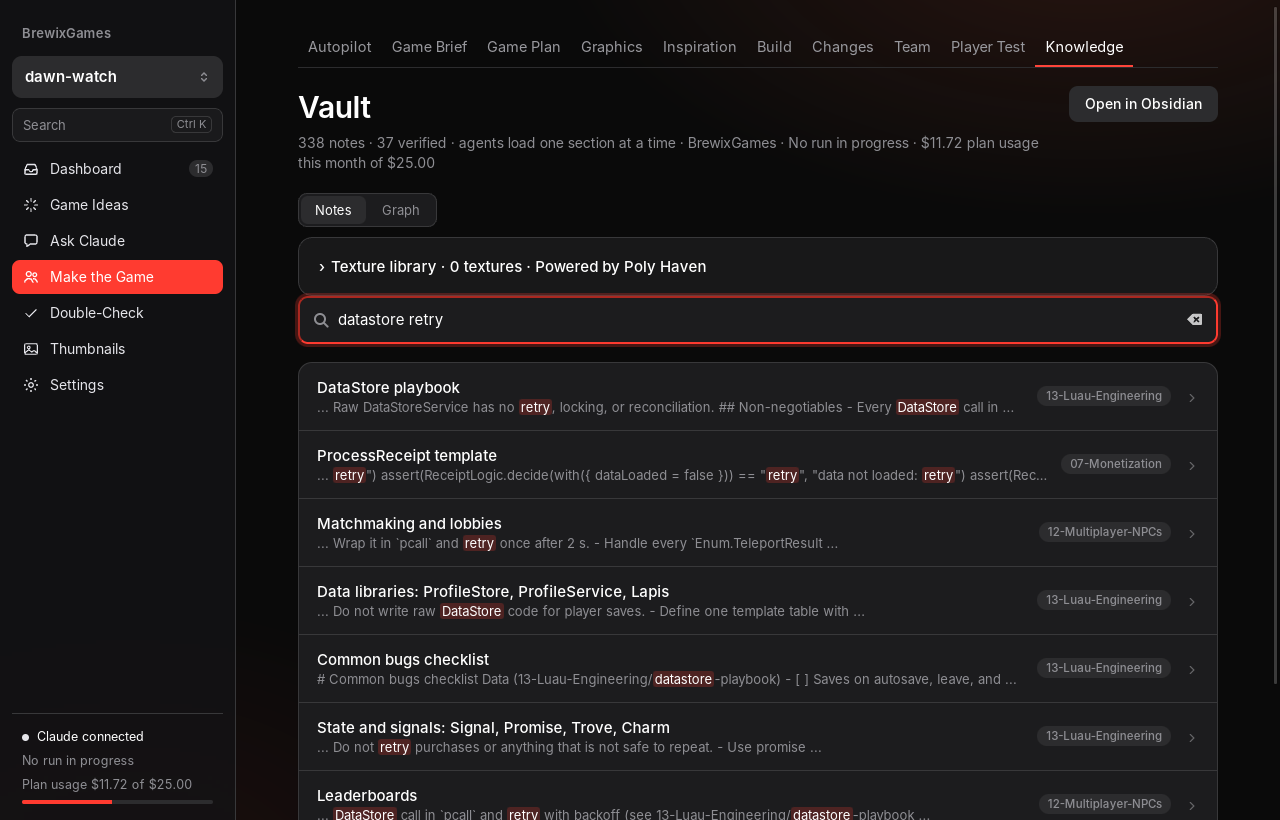 BrewixGames
dawn-watch
Search Ctrl K
Dashboard 15
Game Ideas
Ask Claude
Make the Game
Double-Check
Thumbnails
Settings
Claude connected
No run in progress
Plan usage $11.72 of $25.00
Autopilot Game Brief Game Plan Graphics Inspiration Build Changes Team Player Test Knowledge
Vault
Open in Obsidian
338 notes · 37 verified · agents load one section at a time · BrewixGames · No run in progress · $11.72 plan usage
this month of $25.00
Notes Graph
› Texture library · 0 textures · Powered by Poly Haven
datastore retry
DataStore playbook
... Raw DataStoreService has no retry, locking, or reconciliation. ## Non-negotiables - Every DataStore call in ...
13-Luau-Engineering
ProcessReceipt template
... retry") assert(ReceiptLogic.decide(with({ dataLoaded = false })) == "retry", "data not loaded: retry") assert(Rec...
07-Monetization
Matchmaking and lobbies
... Wrap it in `pcall` and retry once after 2 s. - Handle every `Enum.TeleportResult ...
12-Multiplayer-NPCs
Data libraries: ProfileStore, ProfileService, Lapis
... Do not write raw DataStore code for player saves. - Define one template table with ...
13-Luau-Engineering
Common bugs checklist
# Common bugs checklist Data (13-Luau-Engineering/datastore-playbook) - [ ] Saves on autosave, leave, and ...
13-Luau-Engineering
State and signals: Signal, Promise, Trove, Charm
... Do not retry purchases or anything that is not safe to repeat. - Use promise ...
13-Luau-Engineering
Leaderboards
... DataStore call in `pcall` and retry with backoff (see 13-Luau-Engineering/datastore-playbook ...
12-Multiplayer-NPCs